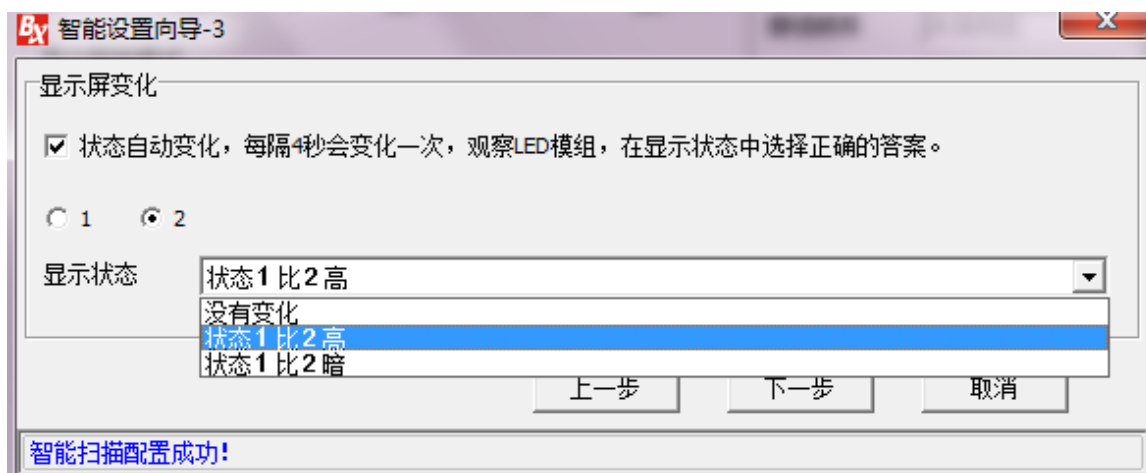 BX 智能设置向导-3
显示屏变化
状态自动变化，每隔4秒会变化一次，观察LED模组，在显示状态中选择正确的答案。
1 2
显示状态 状态1比2高
没有变化
状态1比2高
状态1比2暗
上一步 下一步 取消
智能扫描配置成功!